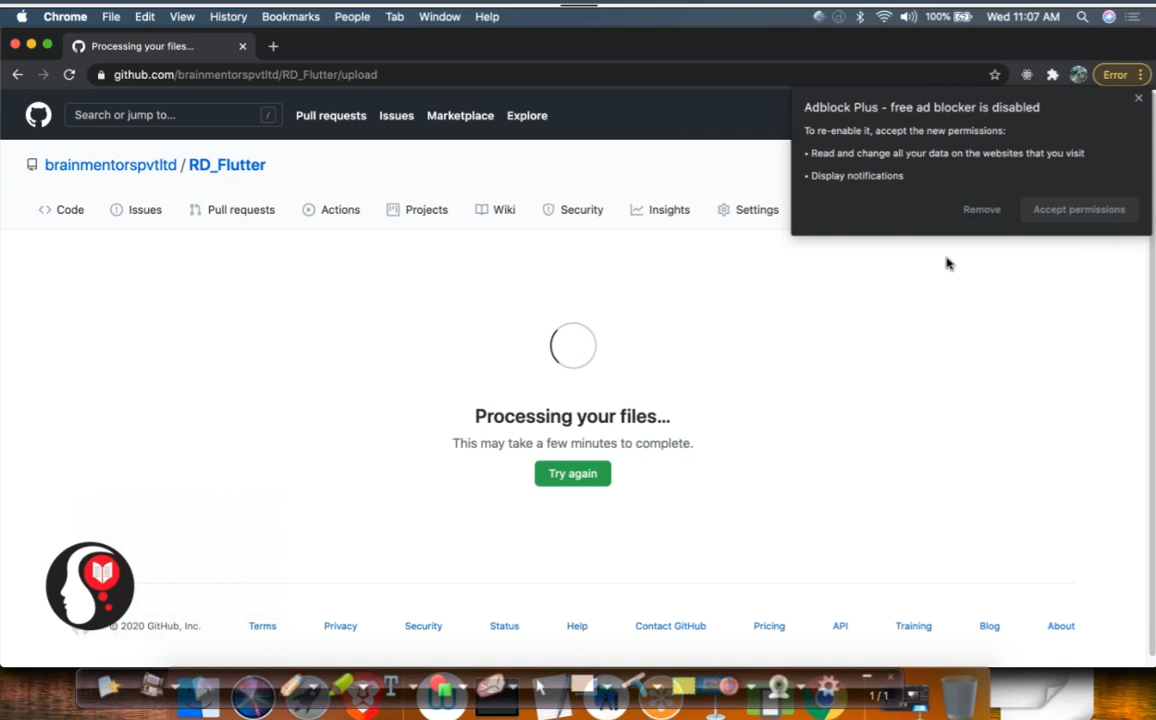 Chrome File Edit View History Bookmarks People Tab Window Help 100% Wed 11:07 AM
Processing your files...
github.com/brainmentorspvtltd/RD_Flutter/upload Error
Search or jump to... / Pull requests Issues Marketplace Explore
Adblock Plus - free ad blocker is disabled
To re-enable it, accept the new permissions:
• Read and change all your data on the websites that you visit
• Display notifications
Remove Accept permissions
brainmentorspvtltd / RD_Flutter
Code Issues Pull requests Actions Projects Wiki Security Insights Settings
Processing your files...
This may take a few minutes to complete.
Try again
© 2020 GitHub, Inc. Terms Privacy Security Status Help Contact GitHub Pricing API Training Blog About
T 1/1